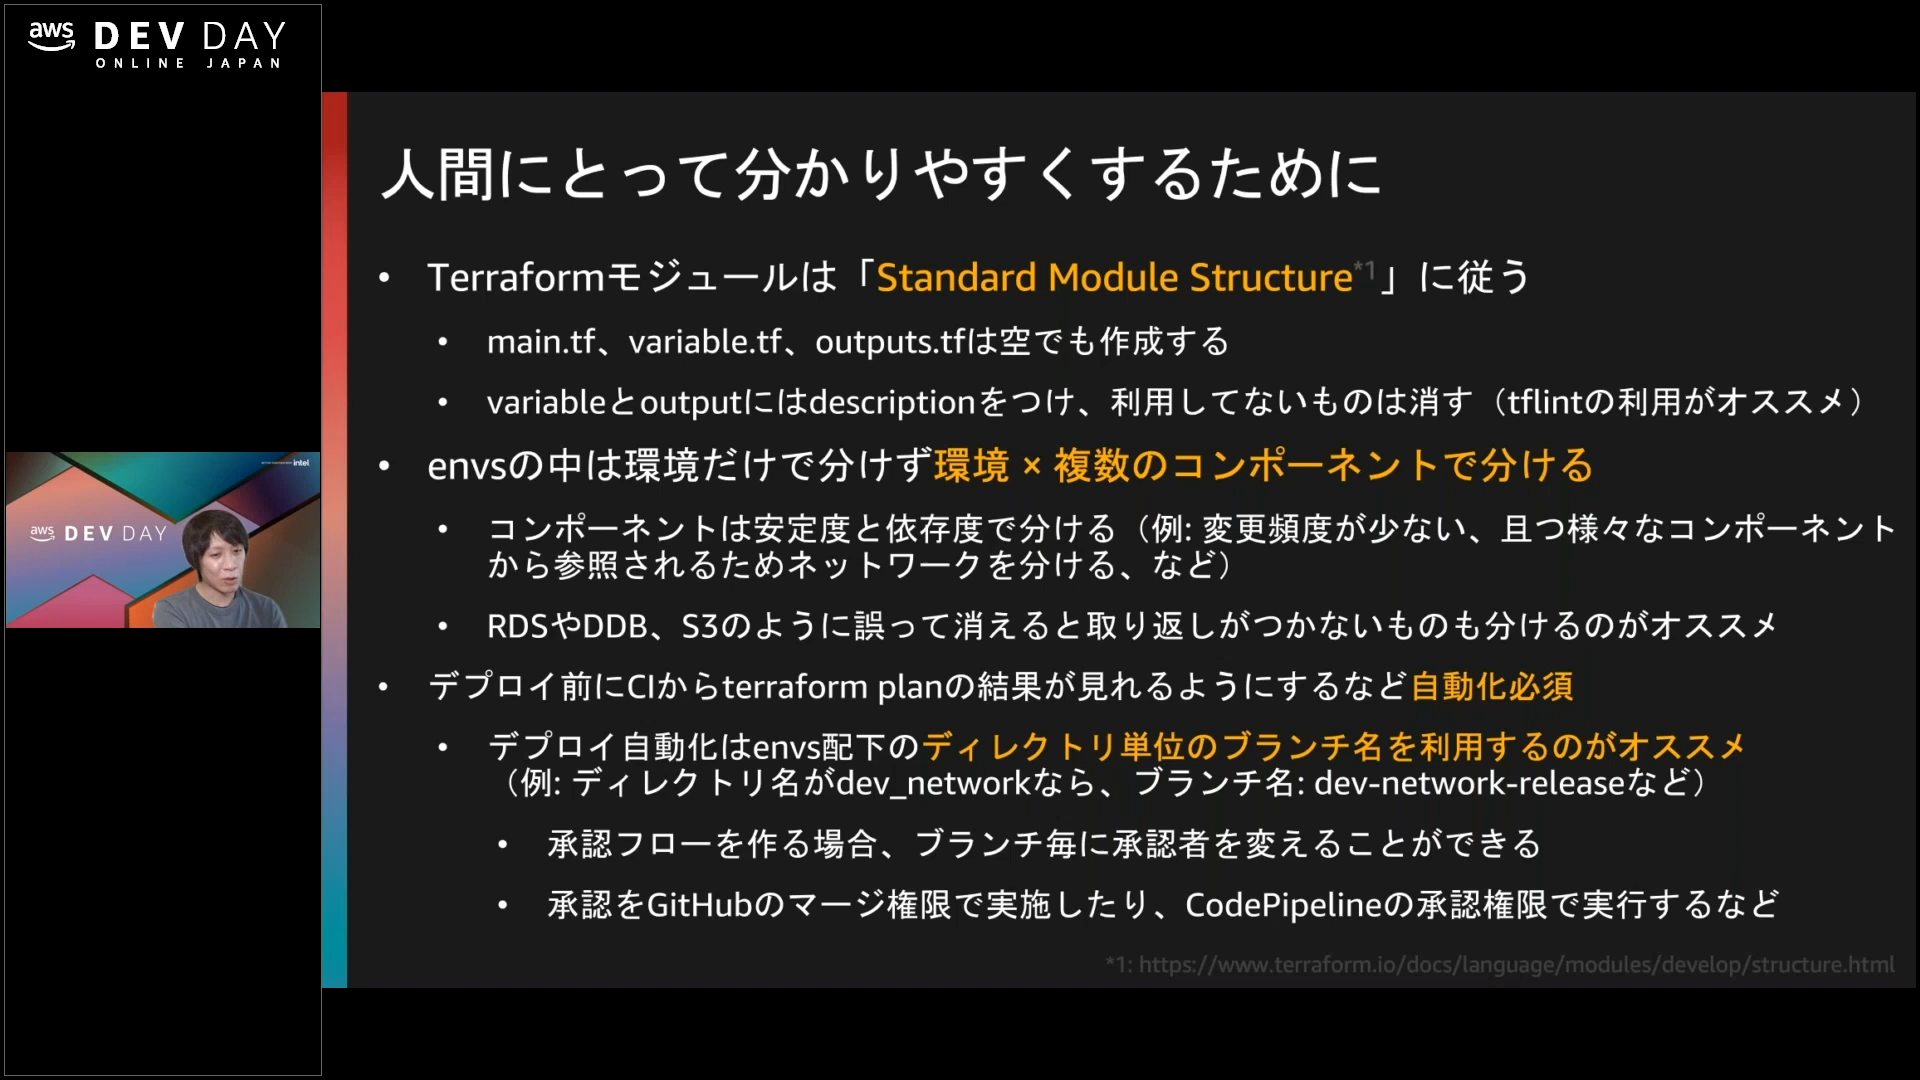 aws DEV DAY
ONLINE JAPAN
人間にとって分かりやすくするために
• Terraformモジュールは「Standard Module Structure*1」に従う
• main.tf、variable.tf、outputs.tfは空でも作成する
• variableとoutputにはdescriptionをつけ、利用してないものは消す（tflintの利用がオススメ）
• envsの中は環境だけで分けず環境 × 複数のコンポーネントで分ける
• コンポーネントは安定度と依存度で分ける（例: 変更頻度が少ない、且つ様々なコンポーネント
から参照されるためネットワークを分ける、など）
• RDSやDDB、S3のように誤って消えると取り返しがつかないものも分けるのがオススメ
• デプロイ前にCIからterraform planの結果が見れるようにするなど自動化必須
• デプロイ自動化はenvs配下のディレクトリ単位のブランチ名を利用するのがオススメ
（例: ディレクトリ名がdev_networkなら、ブランチ名: dev-network-releaseなど）
• 承認フローを作る場合、ブランチ毎に承認者を変えることができる
• 承認をGitHubのマージ権限で実施したり、CodePipelineの承認権限で実行するなど
*1: https://www.terraform.io/docs/language/modules/develop/structure.html
intel
aws DEV DAY